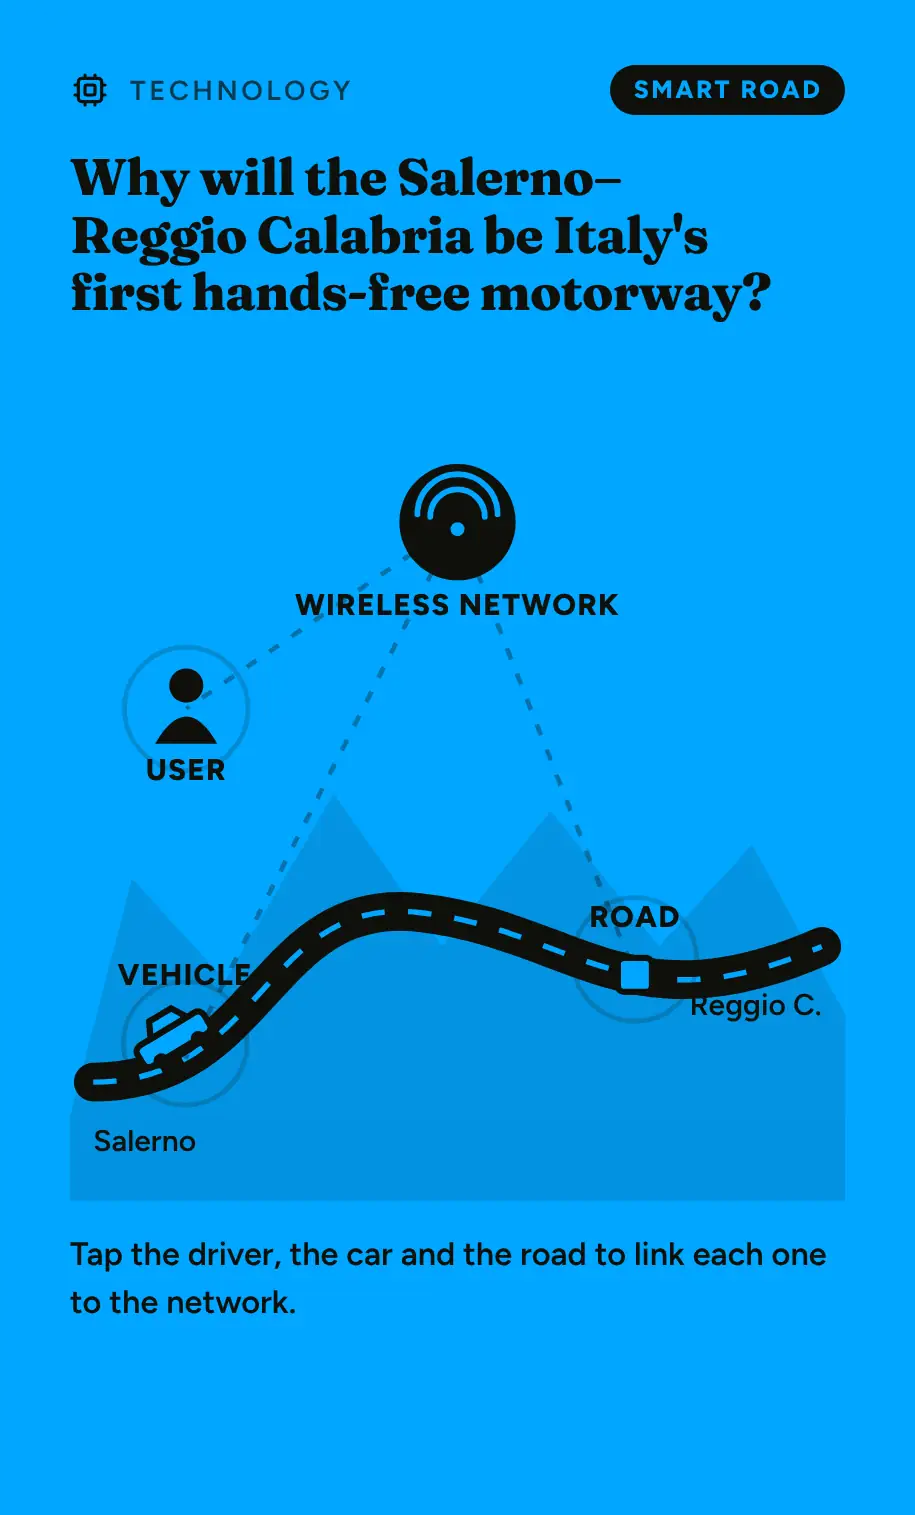 TECHNOLOGY
SMART ROAD
Why will the Salerno–
Reggio Calabria be Italy's
first hands-free motorway?
WIRELESS NETWORK
USER
ROAD
VEHICLE
Reggio C.
Salerno
Tap the driver, the car and the road to link each one
to the network.